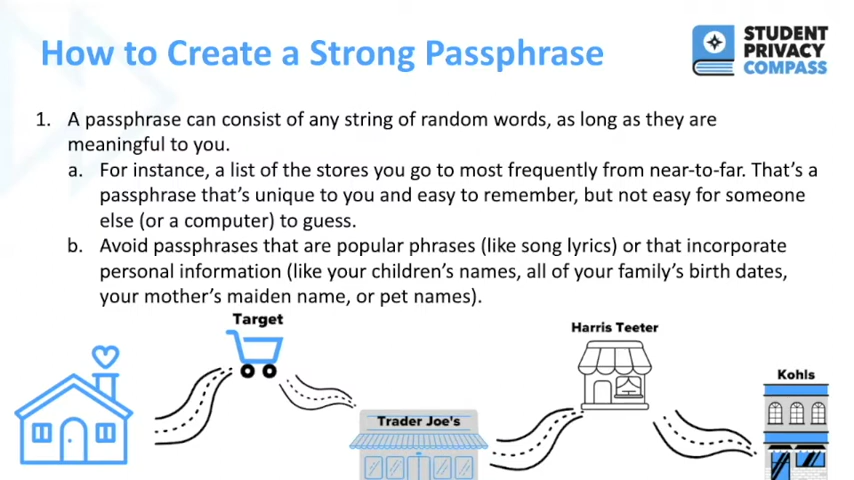 How to Create a Strong Passphrase
STUDENT
PRIVACY
COMPASS
1. A passphrase can consist of any string of random words, as long as they are
meaningful to you.
a. For instance, a list of the stores you go to most frequently from near-to-far. That's a
passphrase that's unique to you and easy to remember, but not easy for someone
else (or a computer) to guess.
b. Avoid passphrases that are popular phrases (like song lyrics) or that incorporate
personal information (like your children's names, all of your family's birth dates,
your mother's maiden name, or pet names).
Target
Harris Teeter
Kohls
Trader Joe's